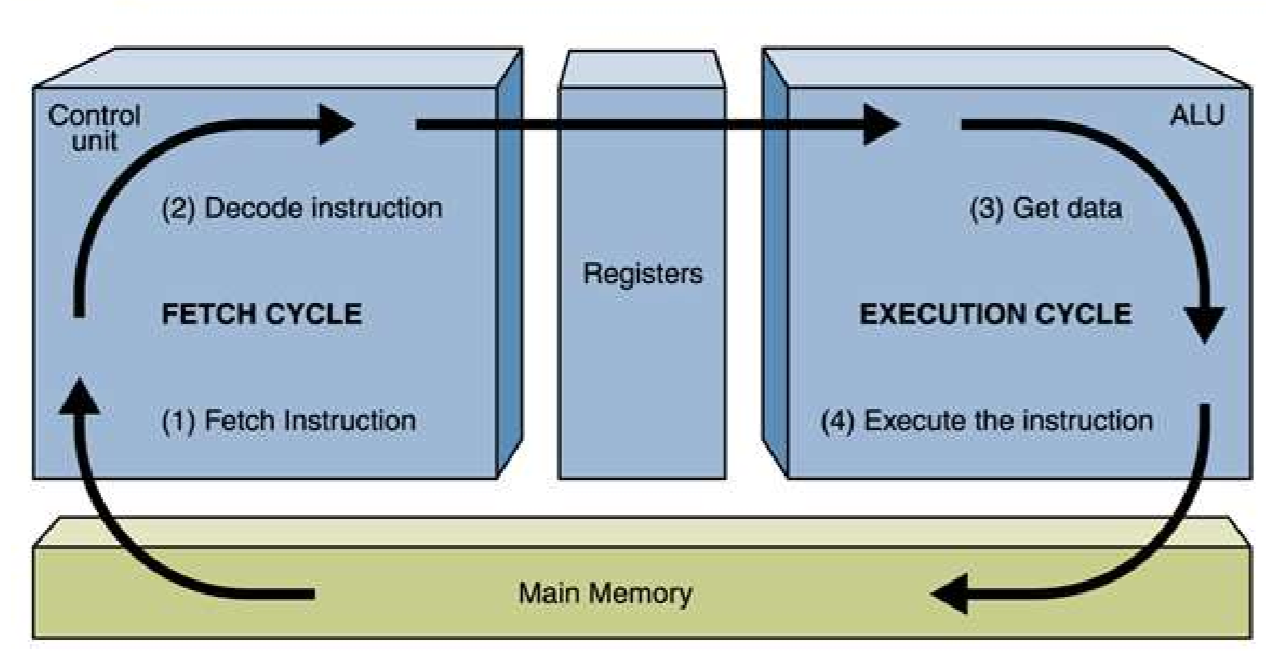 Control
unit
ALU
(2) Decode instruction
(3) Get data
Registers
FETCH CYCLE
EXECUTION CYCLE
(1) Fetch Instruction
(4) Execute the instruction
Main Memory